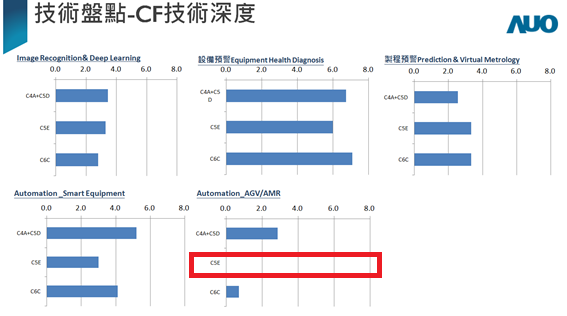 技術盤點-CF技術深度
AUO
Image Recognition& Deep Learning
0.0 2.0 4.0 6.0 8.0
C4A+C5D
C5E
C6C
設備預警Equipment Health Diagnosis
0.0 2.0 4.0 6.0 8.0
C4A+C5
D
C5E
C6C
製程預警Prediction & Virtual Metrology
0.0 2.0 4.0 6.0 8.0
C4A+C5D
C5E
C6C
Automation_Smart Equipment
0.0 2.0 4.0 6.0 8.0
C4A+C5D
C5E
C6C
Automation_AGV/AMR
0.0 2.0 4.0 6.0 8.0
C4A+C5D
C5E
C6C